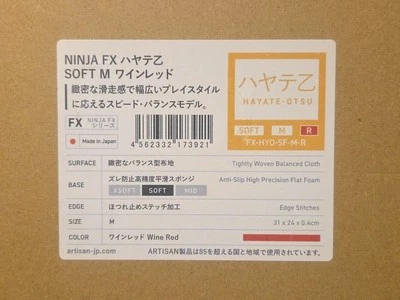 NINJA FX ハヤテ乙
SOFT M ワインレッド
緻密な滑走感で幅広いプレイスタイル
に応えるスピード・バランスモデル。
FX NINJA FX シリーズ
Made in Japan
4 562332 173921
ハヤテ乙
HAYATE-OTSU
SOFT M R
FX-HYO-SF-M-R
SURFACE 緻密なバランス型布地 Tightly Woven Balanced Cloth
BASE ズレ防止高精度平滑スポンジ Anti-Slip High Precision Flat Foam
XSOFT SOFT MID
EDGE ほつれ止めステッチ加工 Edge Stitches
SIZE M 31 x 24 x 0.4cm
COLOR ワインレッド Wine Red
artisan-jp.com ARTISAN製品は85を超える国と地域で使用されています。